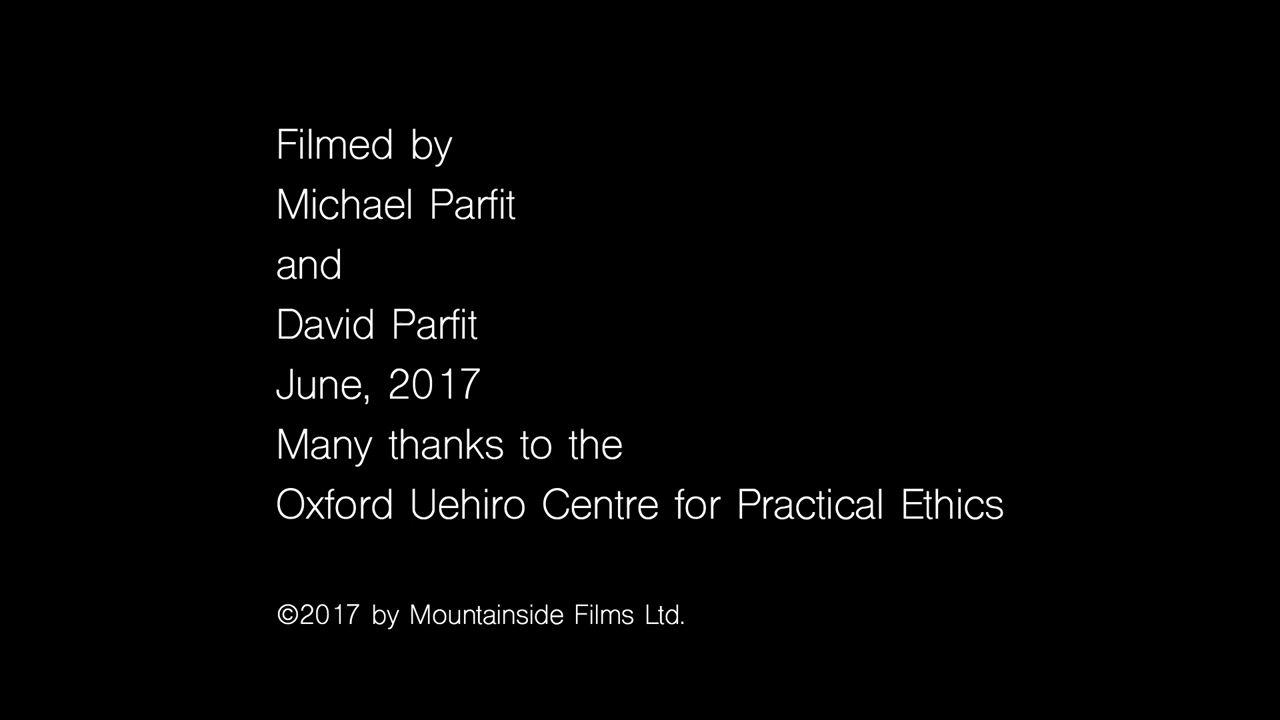 Filmed by
Michael Parfit
and
David Parfit
June, 2017
Many thanks to the
Oxford Uehiro Centre for Practical Ethics
©2017 by Mountainside Films Ltd.